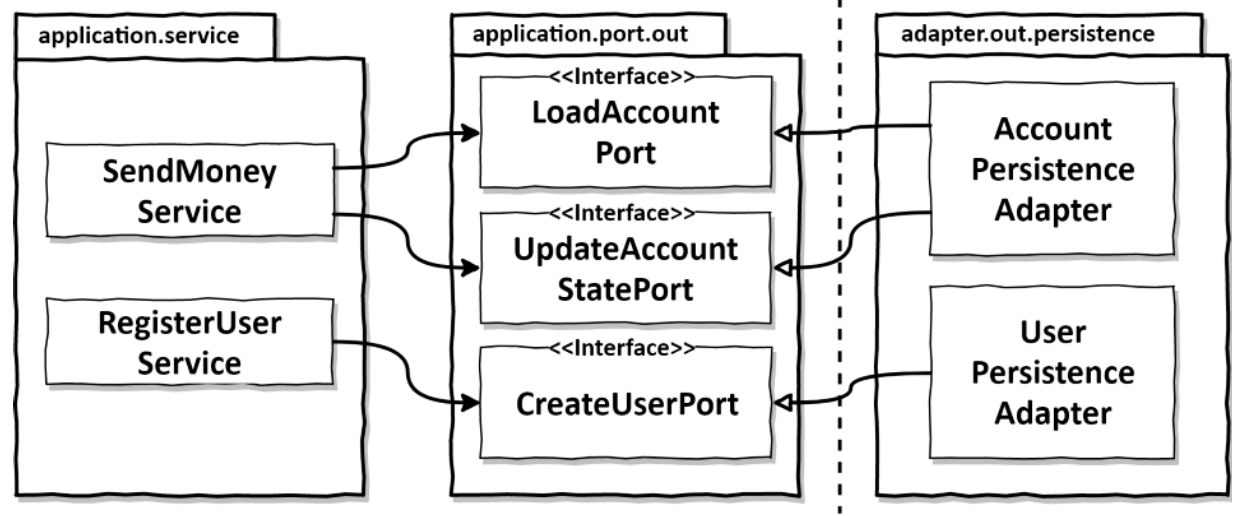 application.service
SendMoney
Service
RegisterUser
Service
application.port.out
<<Interface>>
LoadAccount
Port
<<Interface>>
UpdateAccount
StatePort
<<Interface>>
CreateUserPort
adapter.out.persistence
Account
Persistence
Adapter
User
Persistence
Adapter